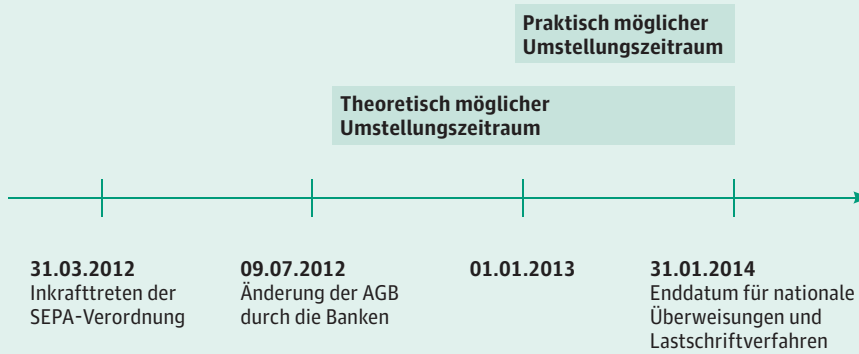 Praktisch möglicher
Umstellungszeitraum
Theoretisch möglicher
Umstellungszeitraum
31.03.2012
Inkrafttreten der
SEPA-Verordnung
09.07.2012
Änderung der AGB
durch die Banken
01.01.2013
31.01.2014
Enddatum für nationale
Überweisungen und
Lastschriftverfahren